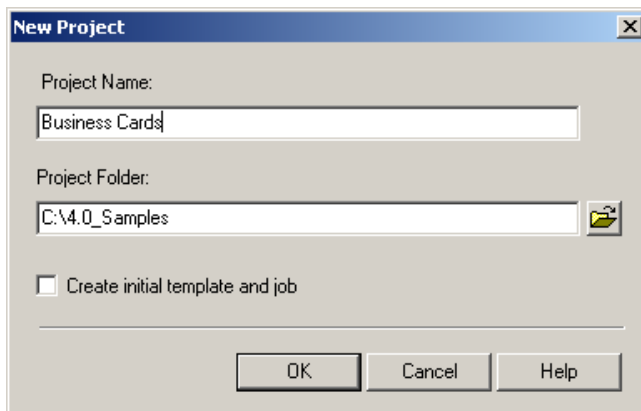 New Project
Project Name:
Business Cards
Project Folder:
C:\4.0_Samples
Create initial template and job
OK Cancel Help